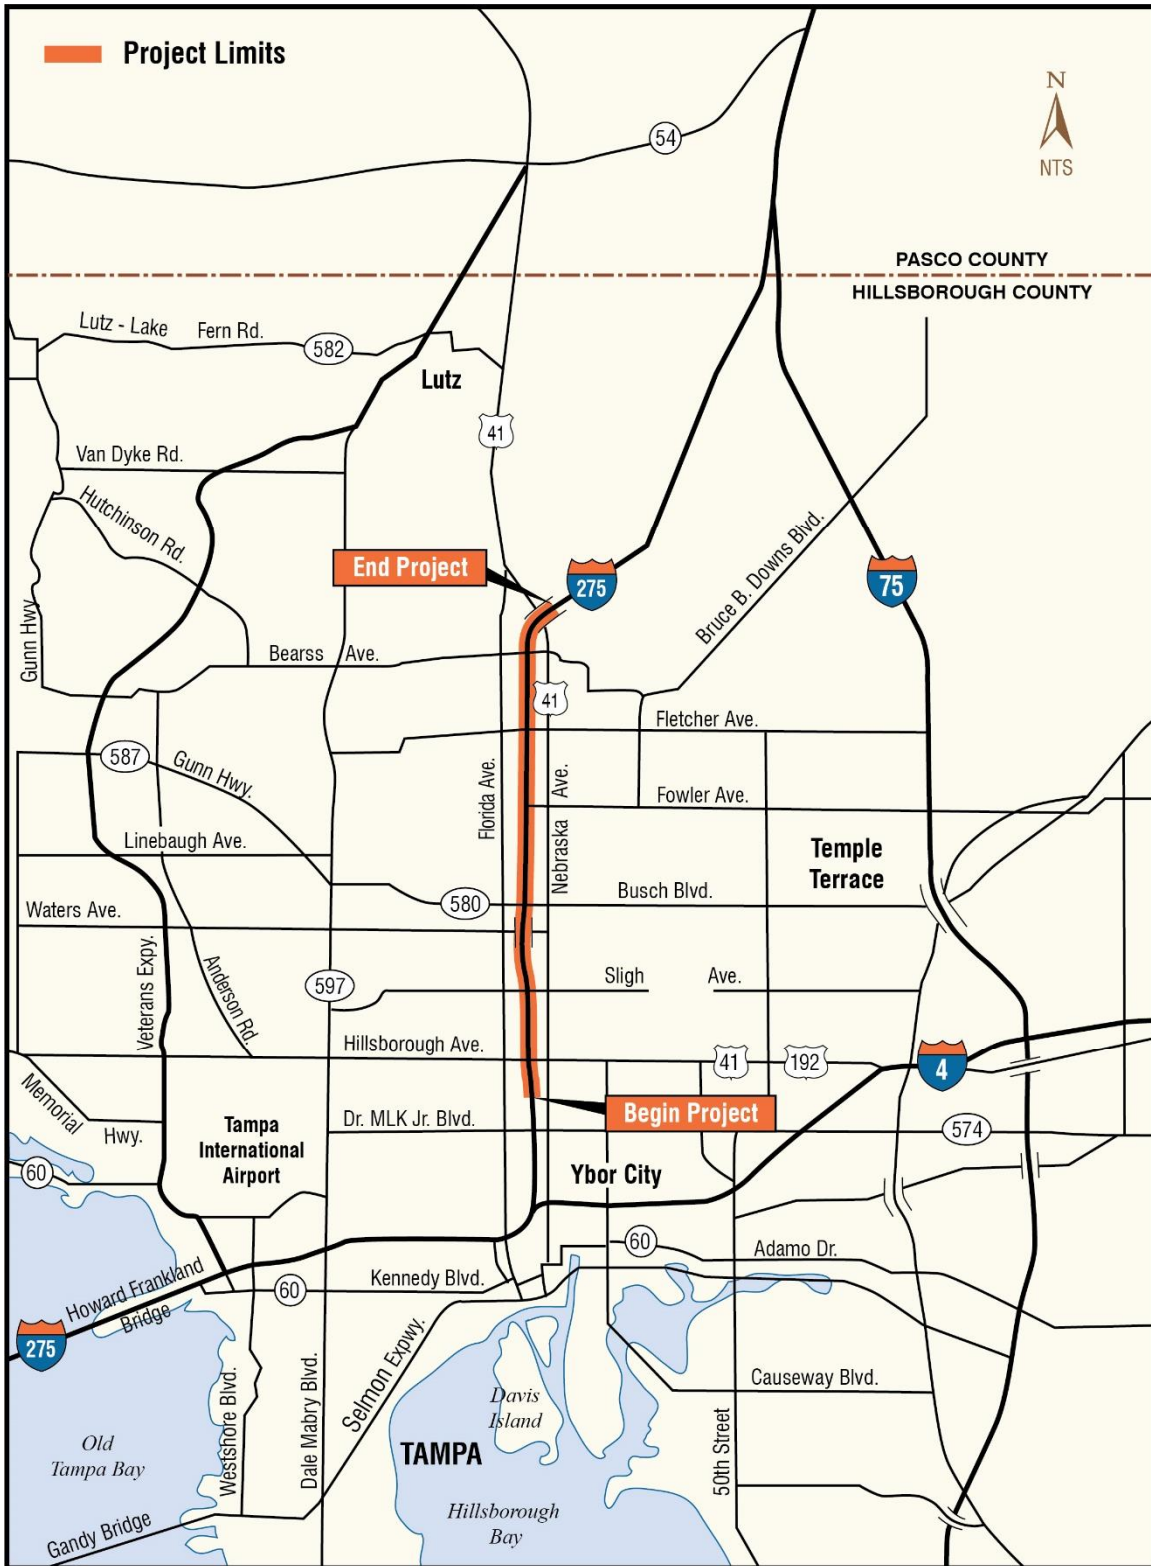 Project Limits
N
NTS
54
PASCO COUNTY
HILLSBOROUGH COUNTY
Lutz - Lake Fern Rd.
582
Lutz
41
Van Dyke Rd.
Hutchinson Rd.
End Project
275
75
Bruce B. Downs Blvd.
Gunn Hwy
Bearss Ave.
41
Fletcher Ave.
587
Gunn Hwy.
Florida Ave.
Nebraska Ave.
Fowler Ave.
Linebaugh Ave.
Temple
Terrace
580
Busch Blvd.
Waters Ave.
Veterans Expy.
Anderson Rd.
597
Sligh Ave.
Hillsborough Ave.
41
192
4
Memorial Hwy.
Begin Project
Dr. MLK Jr. Blvd.
574
Tampa
International
Airport
Ybor City
60
60
Adamo Dr.
Howard Frankland
Bridge
60
Kennedy Blvd.
275
Selmon Expwy.
Causeway Blvd.
Westshore Blvd.
Dale Mabry Blvd.
Davis
Island
50th Street
TAMPA
Old
Tampa Bay
Hillsborough
Bay
Gandy Bridge